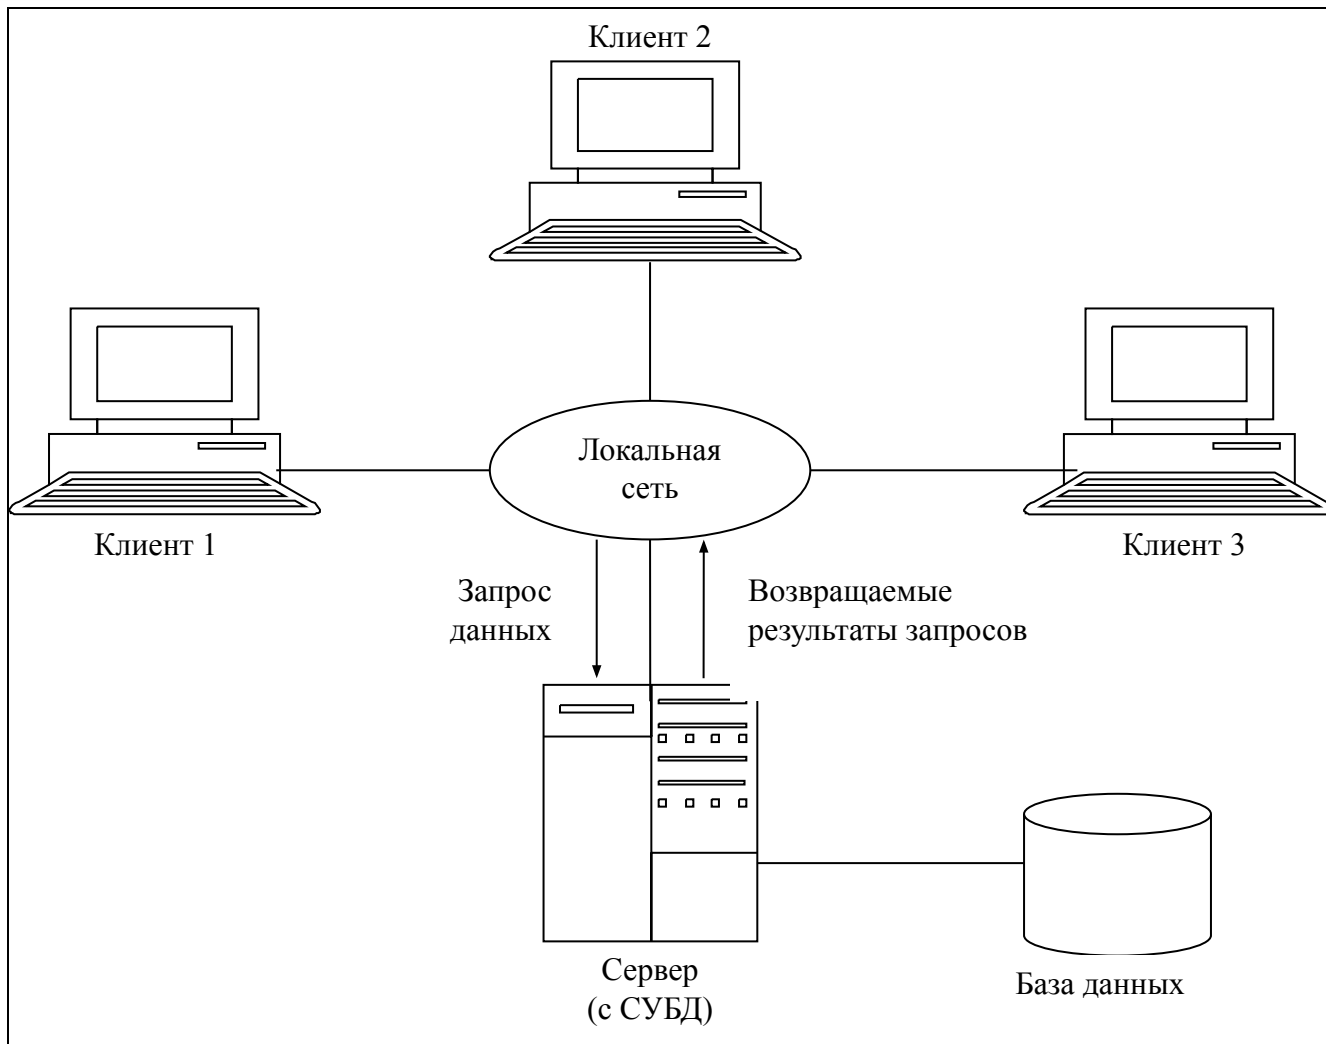 Клиент 2
Локальная
сеть
Клиент 1
Клиент 3
Запрос
данных
Возвращаемые
результаты запросов
Сервер
(с СУБД)
База данных